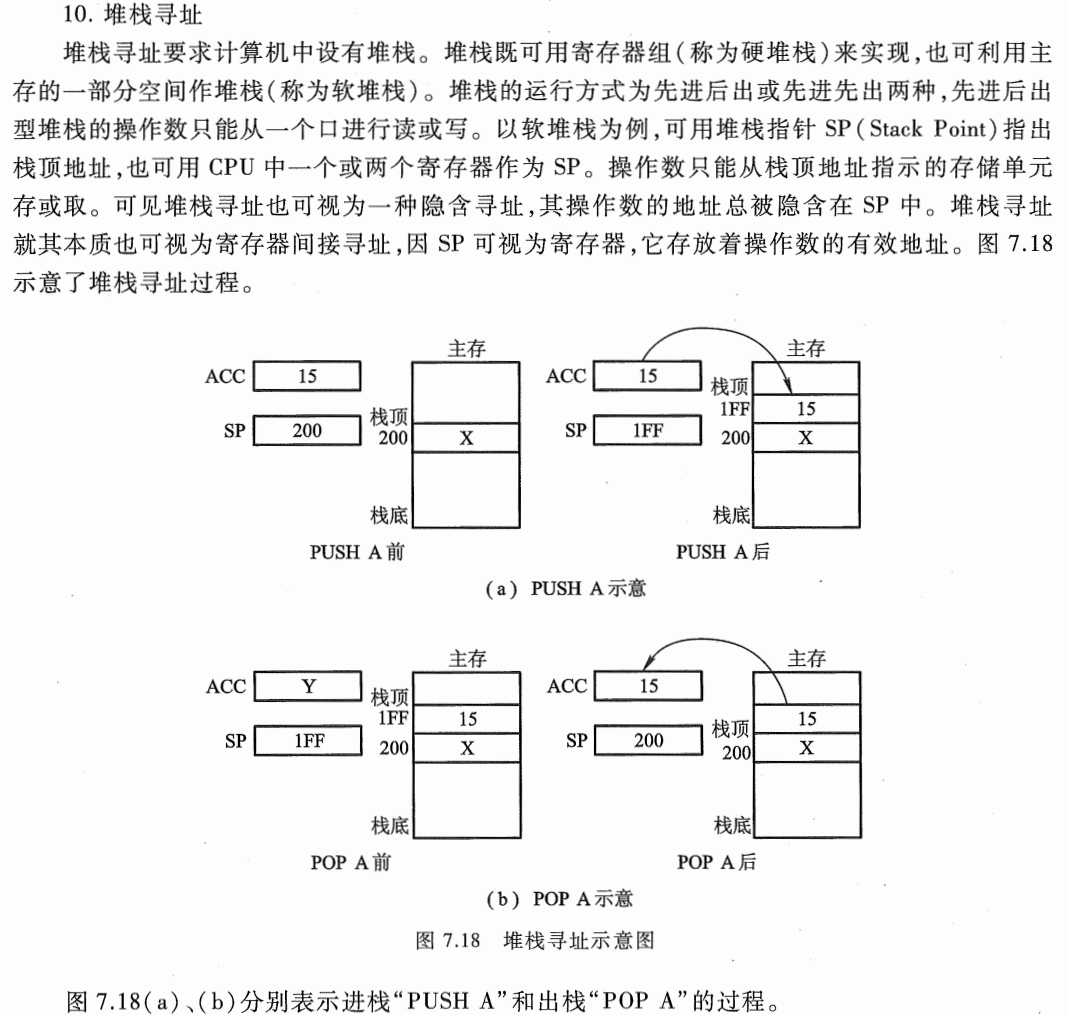 10. 堆栈寻址
堆栈寻址要求计算机中设有堆栈。堆栈既可用寄存器组(称为硬堆栈)来实现,也可利用主
存的一部分空间作堆栈(称为软堆栈)。堆栈的运行方式为先进后出或先进先出两种,先进后出
型堆栈的操作数只能从一个口进行读或写。以软堆栈为例,可用堆栈指针 SP(Stack Point)指出
栈顶地址,也可用 CPU 中一个或两个寄存器作为 SP。操作数只能从栈顶地址指示的存储单元
存或取。可见堆栈寻址也可视为一种隐含寻址,其操作数的地址总被隐含在 SP 中。堆栈寻址
就其本质也可视为寄存器间接寻址,因 SP 可视为寄存器,它存放着操作数的有效地址。图 7.18
示意了堆栈寻址过程。
主存 主存
ACC 15 ACC 15 栈顶
栈顶 1FF 15
SP 200 200 X SP 1FF 200 X
栈底 栈底
PUSH A 前 PUSH A 后
(a) PUSH A 示意
主存 主存
ACC Y 栈顶 ACC 15
1FF 15 栈顶 15
SP 1FF 200 X SP 200 200 X
栈底 栈底
POP A 前 POP A 后
(b) POP A 示意
图 7.18 堆栈寻址示意图
图 7.18(a)、(b)分别表示进栈“PUSH A”和出栈“POP A”的过程。